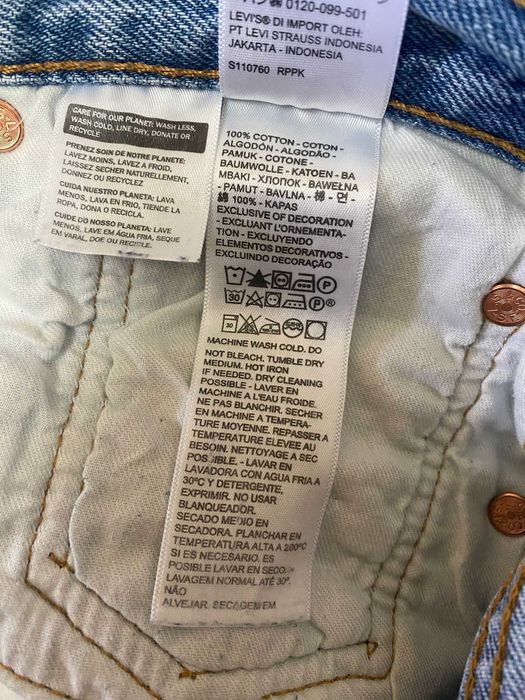 0120-099-501
LEVI'S® DI IMPORT OLEH:
PT LEVI STRAUSS INDONESIA
JAKARTA - INDONESIA
S110760 RPPK
CARE FOR OUR PLANET: WASH LESS,
WASH COLD, LINE DRY, DONATE OR
RECYCLE
PRENEZ SOIN DE NOTRE PLANETE:
LAVEZ MOINS, LAVEZ A FROID,
LAISSEZ SECHER NATURELLEMENT,
DONNEZ OU RECYCLEZ
CUIDA NUESTRO PLANETA: LAVA
MENOS, LAVA EN FRIO, TIENDE LA
ROPA, DONA O RECICLA.
CUIDE DO NOSSO PLANETA: LAVE
MENOS, LAVE EM ÁGUA FRIA, SEQUE
EM VARAL, DOE OU RECICLE.
100% COTTON - COTON -
ALGODÓN - ALGODÃO -
PAMUK - COTONE -
BAUMWOLLE - KATOEN - BA
MBAKI - ХЛОПОК - BAWEŁNA
- PAMUT - BAVLNA - 棉 - 면 -
綿 100% - KAPAS
EXCLUSIVE OF DECORATION
- EXCLUANT L'ORNEMENTA-
TION - EXCLUYENDO
ELEMENTOS DECORATIVOS -
EXCLUINDO DECORAÇÃO
30 P
30
MACHINE WASH COLD. DO
NOT BLEACH. TUMBLE DRY
MEDIUM. HOT IRON
IF NEEDED. DRY CLEANING
POSSIBLE - LAVER EN
MACHINE A L'EAU FROIDE.
NE PAS BLANCHIR. SECHER
EN MACHINE A TEMPERA-
TURE MOYENNE. REPASSER A
TEMPERATURE ELEVEE AU
BESOIN. NETTOYAGE A SEC
POSSIBLE. - LAVAR EN
LAVADORA CON AGUA FRIA A
30ºC Y DETERGENTE,
EXPRIMIR. NO USAR
BLANQUEADOR.
SECADO MEDIO EN
SECADORA. PLANCHAR EN
TEMPERATURA ALTA A 200ºC
SI ES NECESARIO. ES
POSIBLE LAVAR EN SECO. -
LAVAGEM NORMAL ATÉ 30º.
NÃO
ALVEJAR. SECAGEM EM